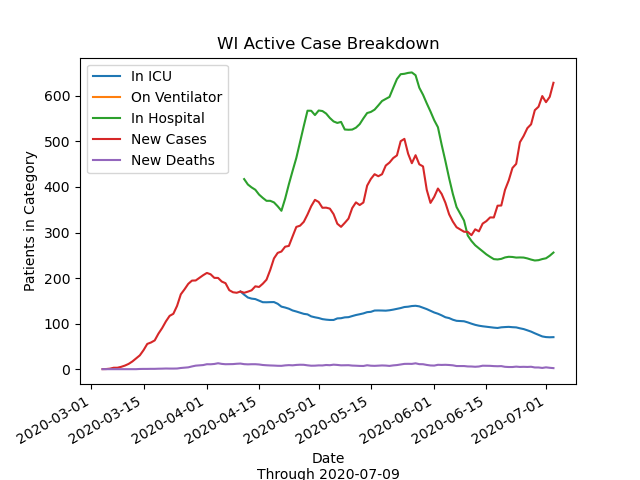 WI Active Case Breakdown
In ICU
On Ventilator
In Hospital
New Cases
New Deaths
Patients in Category
600
500
400
300
200
100
0
2020-03-01
2020-03-15
2020-04-01
2020-04-15
2020-05-01
2020-05-15
2020-06-01
2020-06-15
2020-07-01
Date
Through 2020-07-09